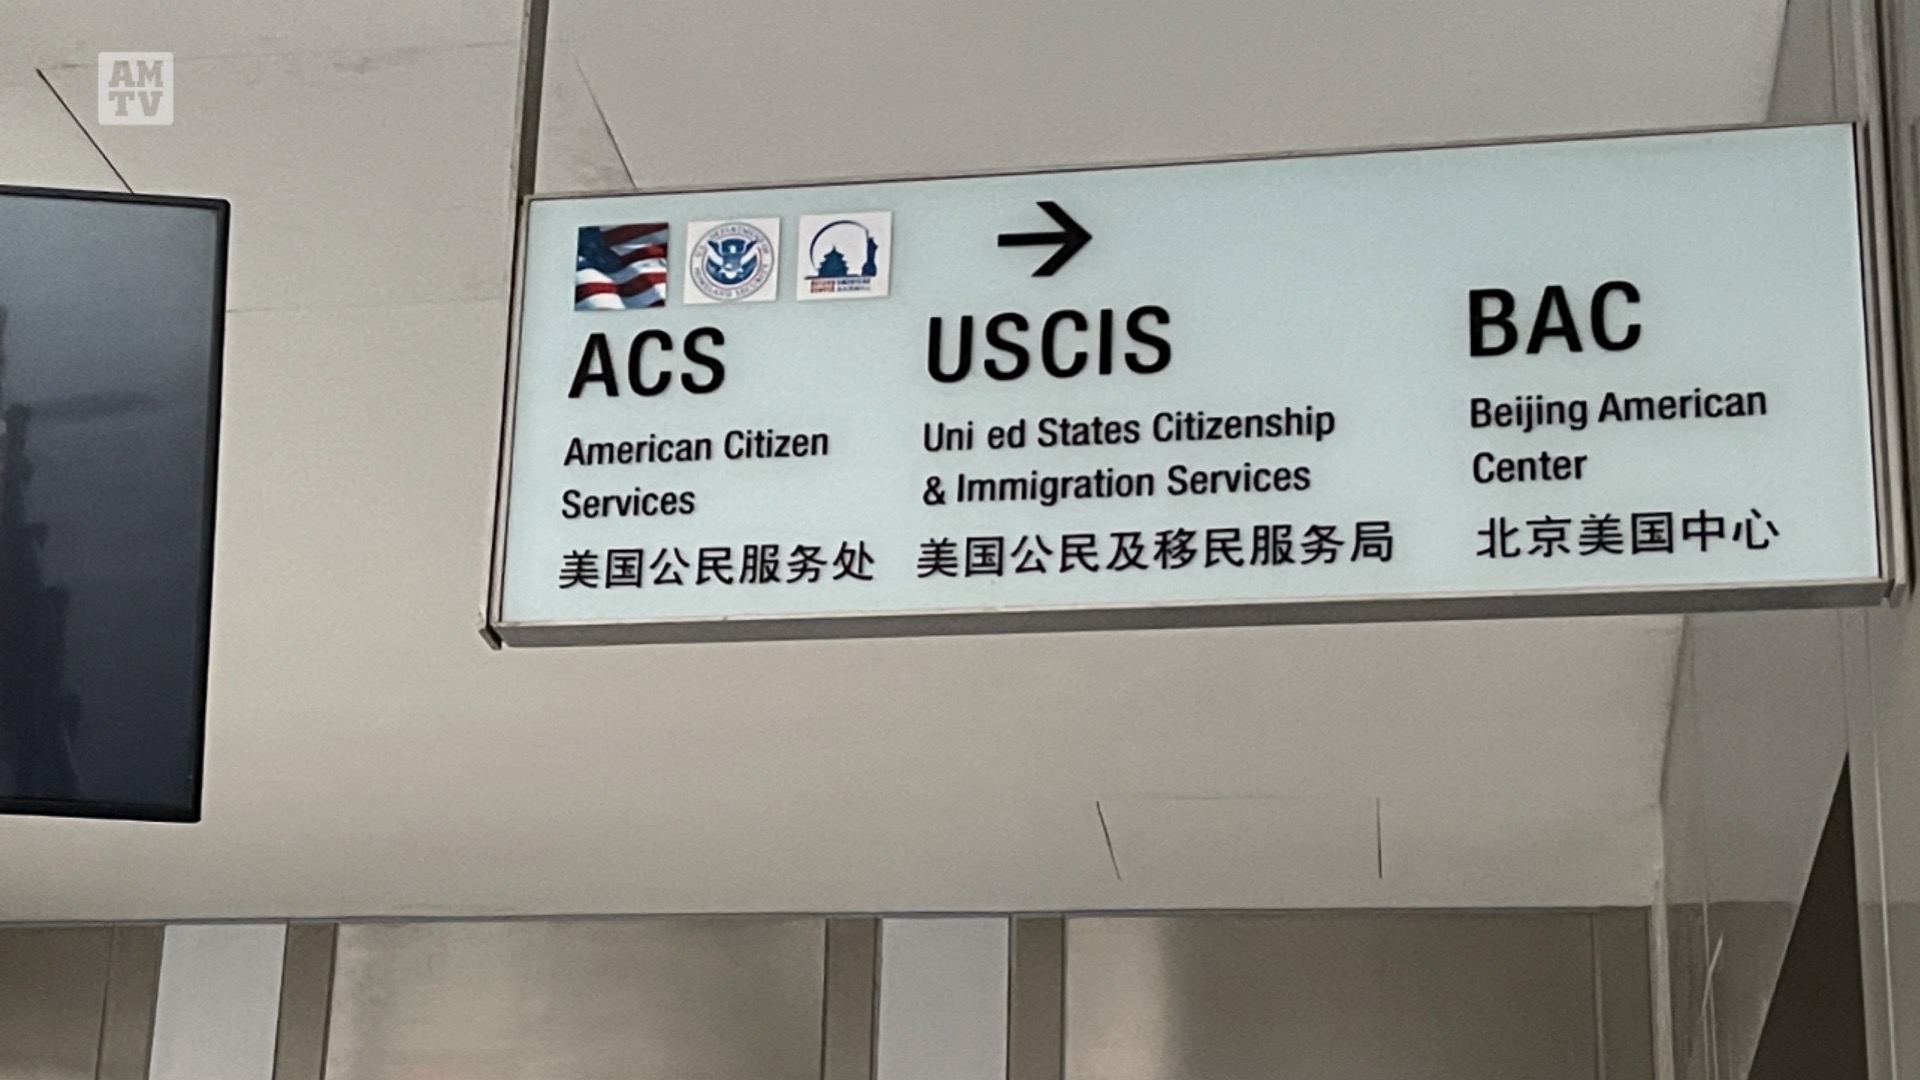 AM
TV
ACS
American Citizen
Services
美国公民服务处
USCIS
Uni ed States Citizenship
& Immigration Services
美国公民及移民服务局
BAC
Beijing American
Center
北京美国中心